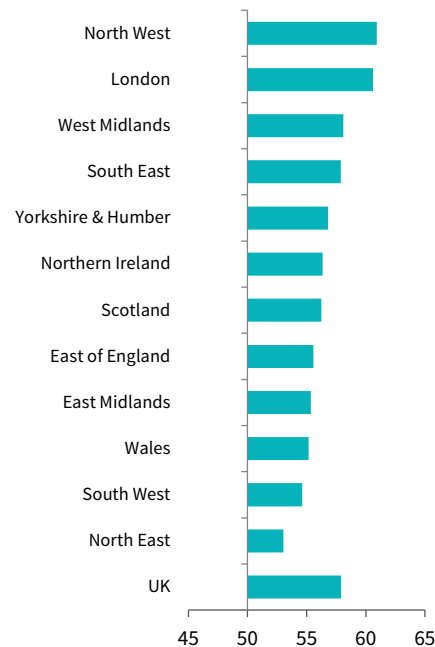 North West
London
West Midlands
South East
Yorkshire & Humber
Northern Ireland
Scotland
East of England
East Midlands
Wales
South West
North East
UK
45 50 55 60 65